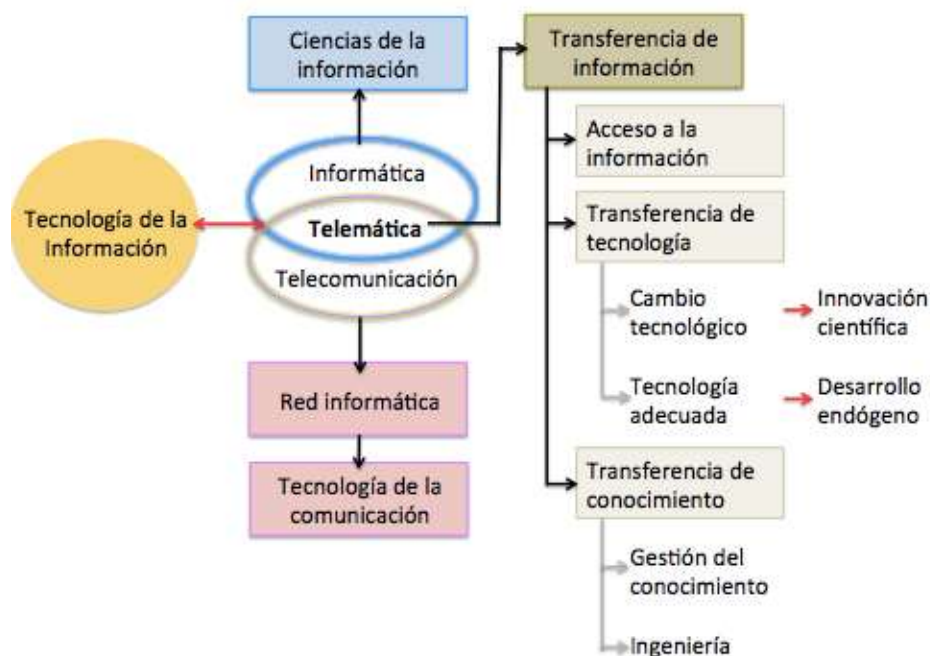 Ciencias de la
información
Transferencia de
información
Acceso a la
información
Informática
Tecnología de la
Información
Telemática
Transferencia de
tecnología
Telecomunicación
Cambio
tecnológico
Innovación
científica
Red informática
Tecnología
adecuada
Desarrollo
endógeno
Tecnología de la
comunicación
Transferencia de
conocimiento
Gestión del
conocimiento
Ingeniería